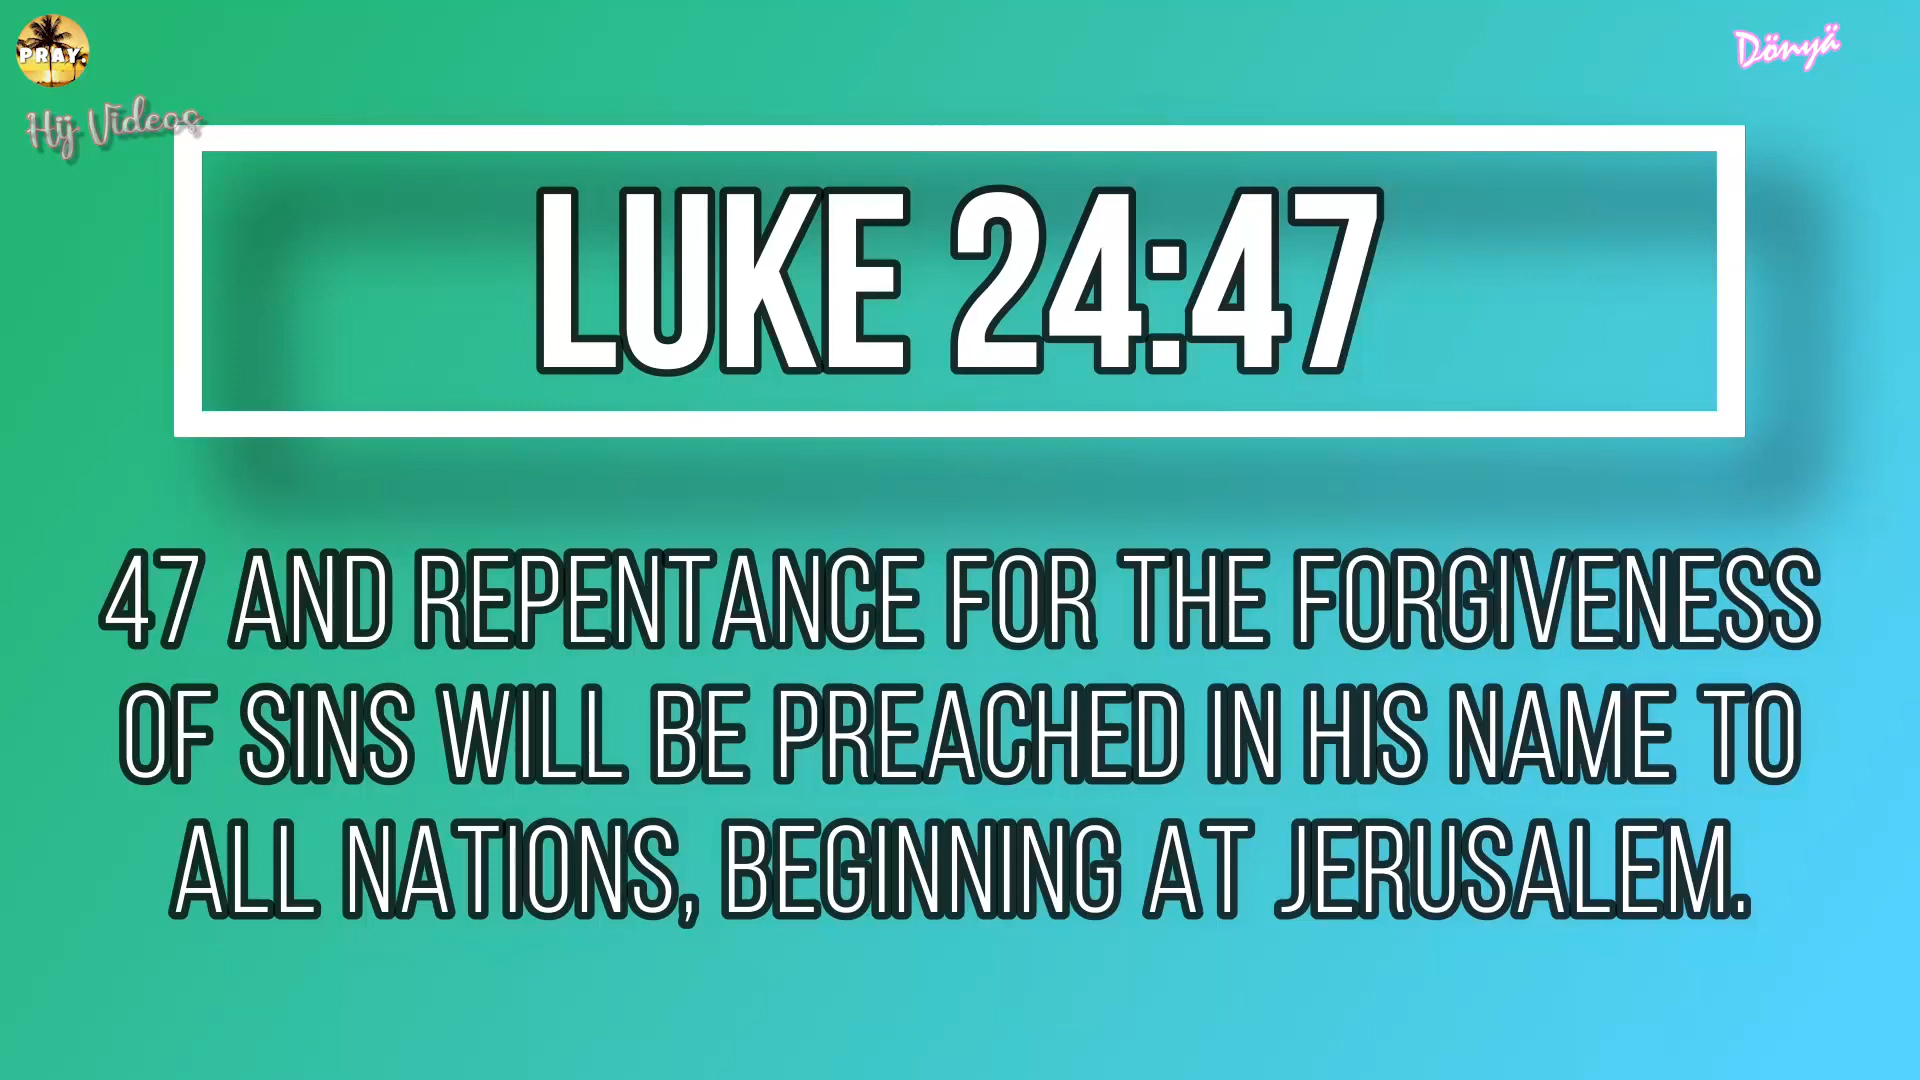 PRAY.
Hij Videos
Dönyä
LUKE 24:47
47 AND REPENTANCE FOR THE FORGIVENESS
OF SINS WILL BE PREACHED IN HIS NAME TO
ALL NATIONS, BEGINNING AT JERUSALEM.